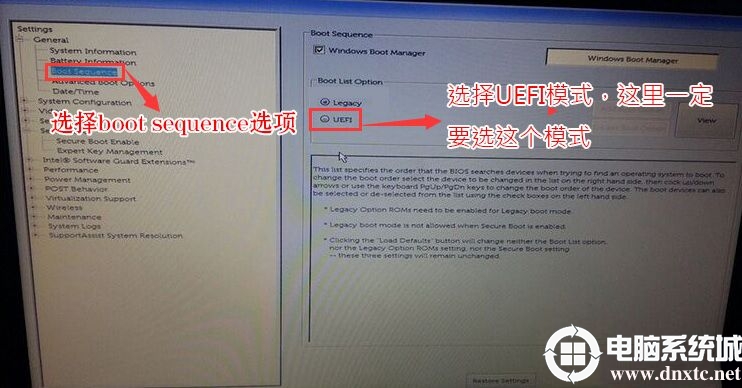 Settings
General
System Information
Battery Information
Boot Sequence
Advanced Boot Options
Date/Time
System Configuration
Secure Boot Enable
Expert Key Management
Intel® Software Guard Extensions™
Performance
Power Management
POST Behavior
Virtualization Support
Wireless
Maintenance
System Logs
SupportAssist System Resolution
选择boot sequence选项
Boot Sequence
Windows Boot Manager
Windows Boot Manager
Boot List Option
Legacy
UEFI
View
选择UEFI模式，这里一定
要选这个模式
This list specifies the order that the BIOS searches devices when trying to find an operating system to boot. To
change the boot order select the device to be changed in the list on the right hand side, then click up/down
arrows or use the keyboard PgUp/PgDn keys to change the boot order of the device. The boot devices can also
be selected or de-selected from the list using the check boxes on the left hand side.
* Legacy Option ROMs need to be enabled for Legacy boot mode.
* Legacy boot mode is not allowed when Secure Boot is enabled.
* Clicking the "Load Defaults" button will change neither the Boot List option,
nor the Legacy Option ROMs setting, nor the Secure Boot setting
-- these three settings will remain unchanged.
Restore Settings
电脑系统城
www.dnxtc.net